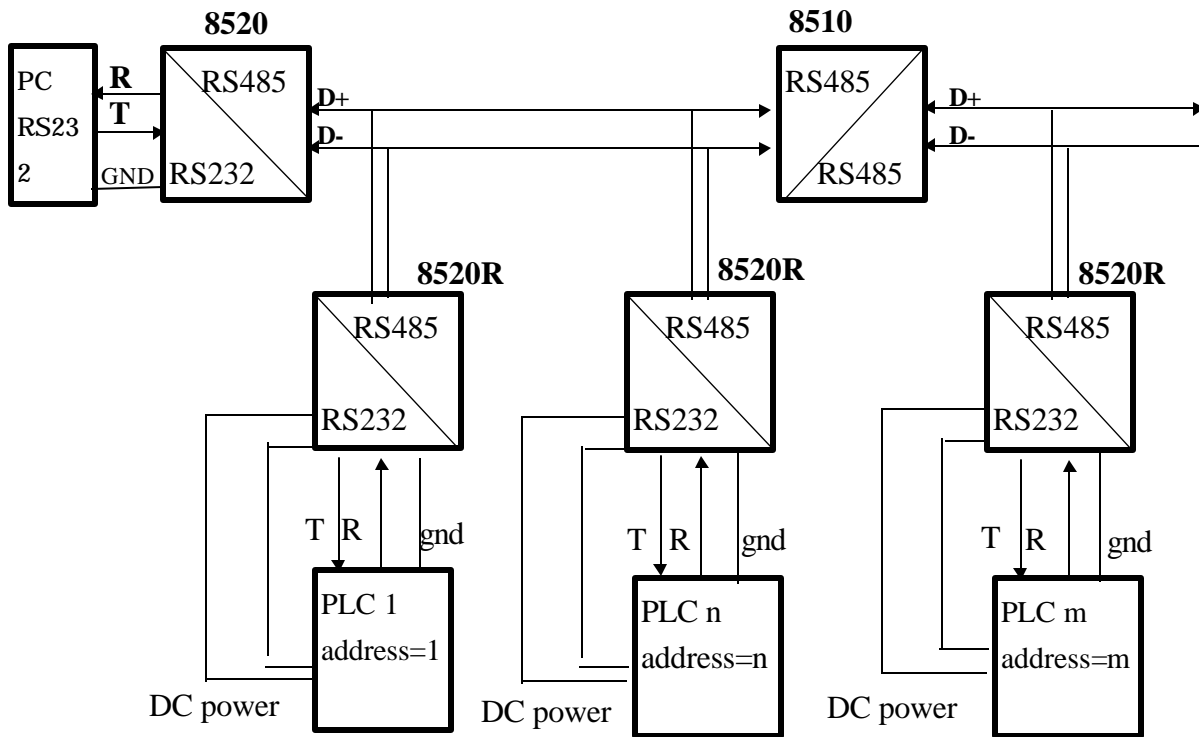 8520
8510
PC
RS23
2
R
T
GND
RS485
RS232
D+
D-
RS485
RS485
D+
D-
8520R
RS485
RS232
8520R
RS485
RS232
8520R
RS485
RS232
T R gnd
T R gnd
T R gnd
PLC 1
address=1
PLC n
address=n
PLC m
address=m
DC power
DC power
DC power